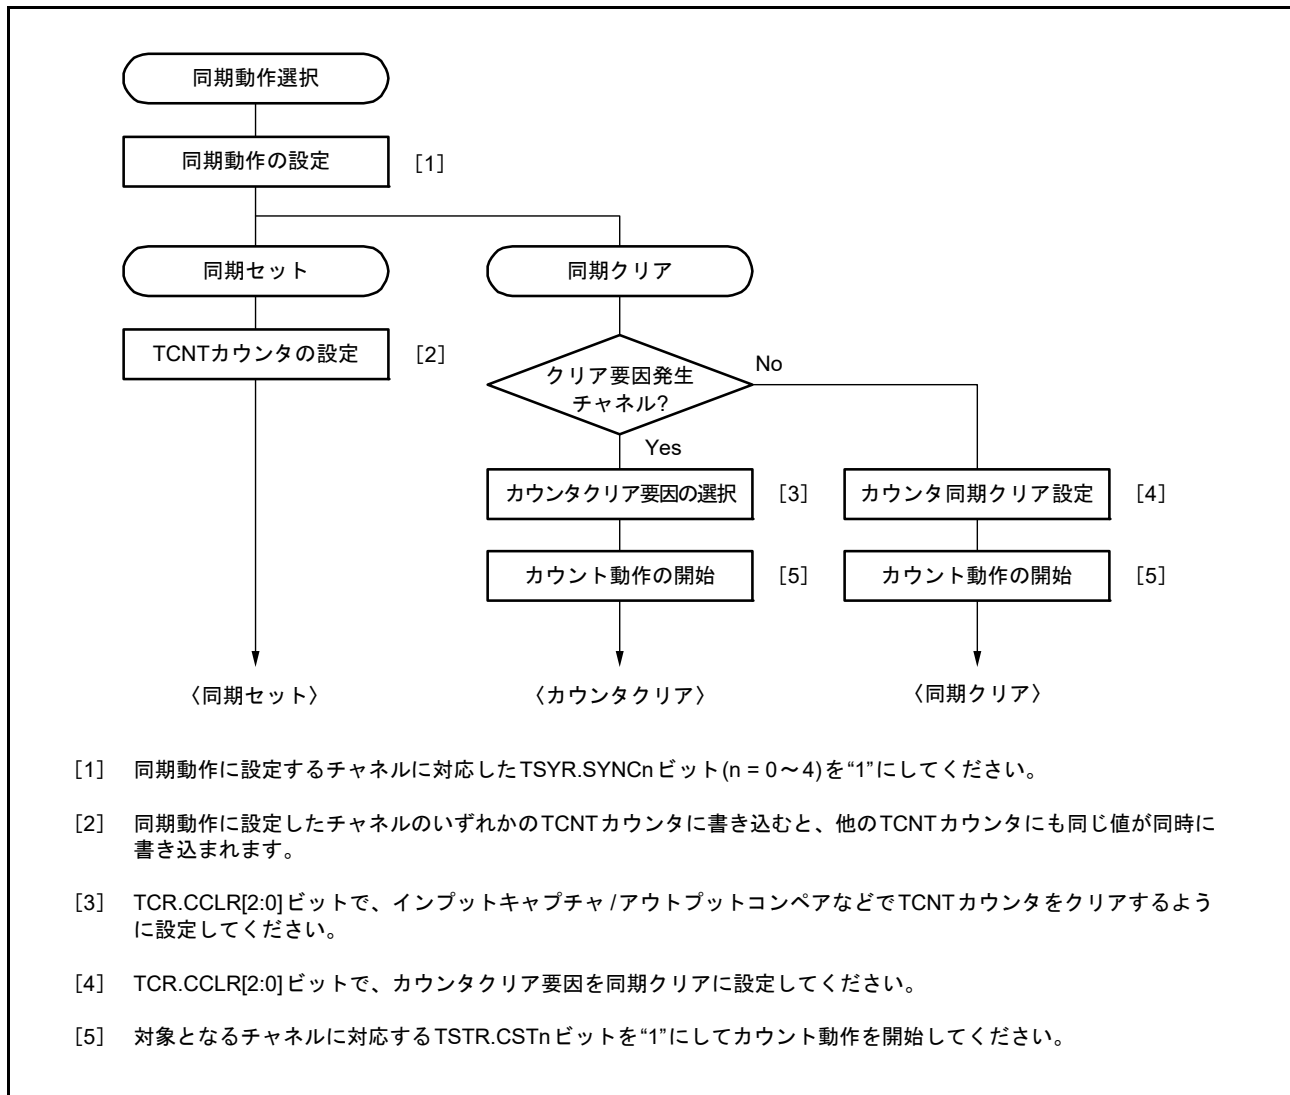 同期動作選択
同期動作の設定 [1]
同期セット 同期クリア
TCNTカウンタの設定 [2]
クリア要因発生
チャネル?
No
Yes
カウンタクリア要因の選択 [3] カウンタ同期クリア設定 [4]
カウント動作の開始 [5] カウント動作の開始 [5]
〈同期セット〉 〈カウンタクリア〉 〈同期クリア〉
[1] 同期動作に設定するチャネルに対応したTSYR.SYNCnビット(n = 0～4)を“1”にしてください。
[2] 同期動作に設定したチャネルのいずれかのTCNTカウンタに書き込むと、他のTCNTカウンタにも同じ値が同時に
書き込まれます。
[3] TCR.CCLR[2:0]ビットで、インプットキャプチャ/アウトプットコンペアなどでTCNTカウンタをクリアするよう
に設定してください。
[4] TCR.CCLR[2:0]ビットで、カウンタクリア要因を同期クリアに設定してください。
[5] 対象となるチャネルに対応するTSTR.CSTnビットを“1”にしてカウント動作を開始してください。